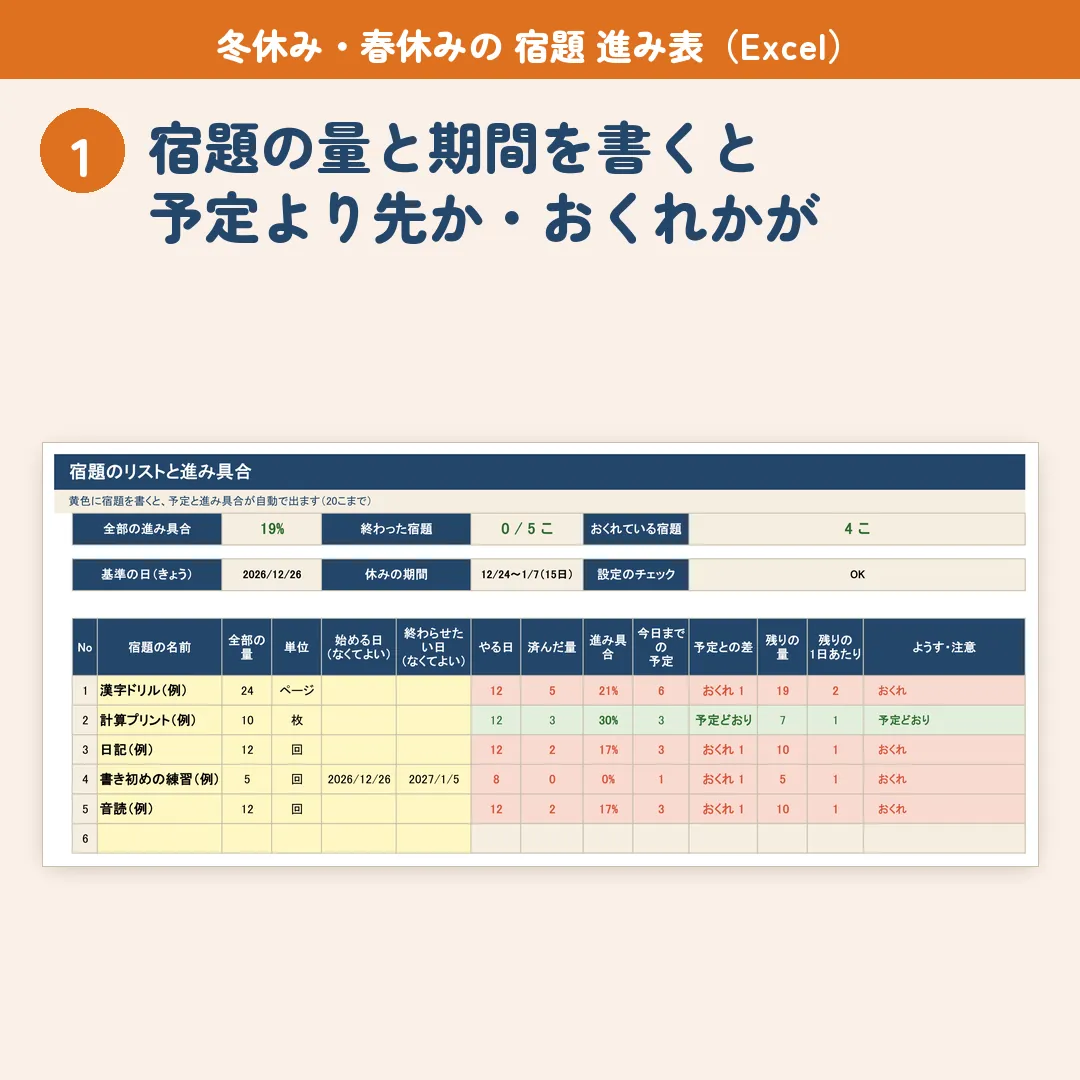 冬休み・春休みの 宿題 進み表（Excel）
1
宿題の量と期間を書くと
予定より先か・おくれかが
宿題のリストと進み具合
黄色に宿題を書くと、予定と進み具合が自動で出ます（20こまで）
全部の進み具合 19% 終わった宿題 0 / 5 こ おくれている宿題 4 こ
基準の日（きょう） 2026/12/26 休みの期間 12/24～1/7（15日） 設定のチェック OK
No 宿題の名前 全部の量 単位 始める日（なくてよい） 終わらせたい日（なくてよい） やる日 済んだ量 進み具合 今日までの予定 予定との差 残りの量 残りの1日あたり ようす・注意
1 漢字ドリル（例） 24 ページ 12 5 21% 6 おくれ 1 19 2 おくれ
2 計算プリント（例） 10 枚 12 3 30% 3 予定どおり 7 1 予定どおり
3 日記（例） 12 回 12 2 17% 3 おくれ 1 10 1 おくれ
4 書き初めの練習（例） 5 回 2026/12/26 2027/1/5 8 0 0% 1 おくれ 1 5 1 おくれ
5 音読（例） 12 回 12 2 17% 3 おくれ 1 10 1 おくれ
6